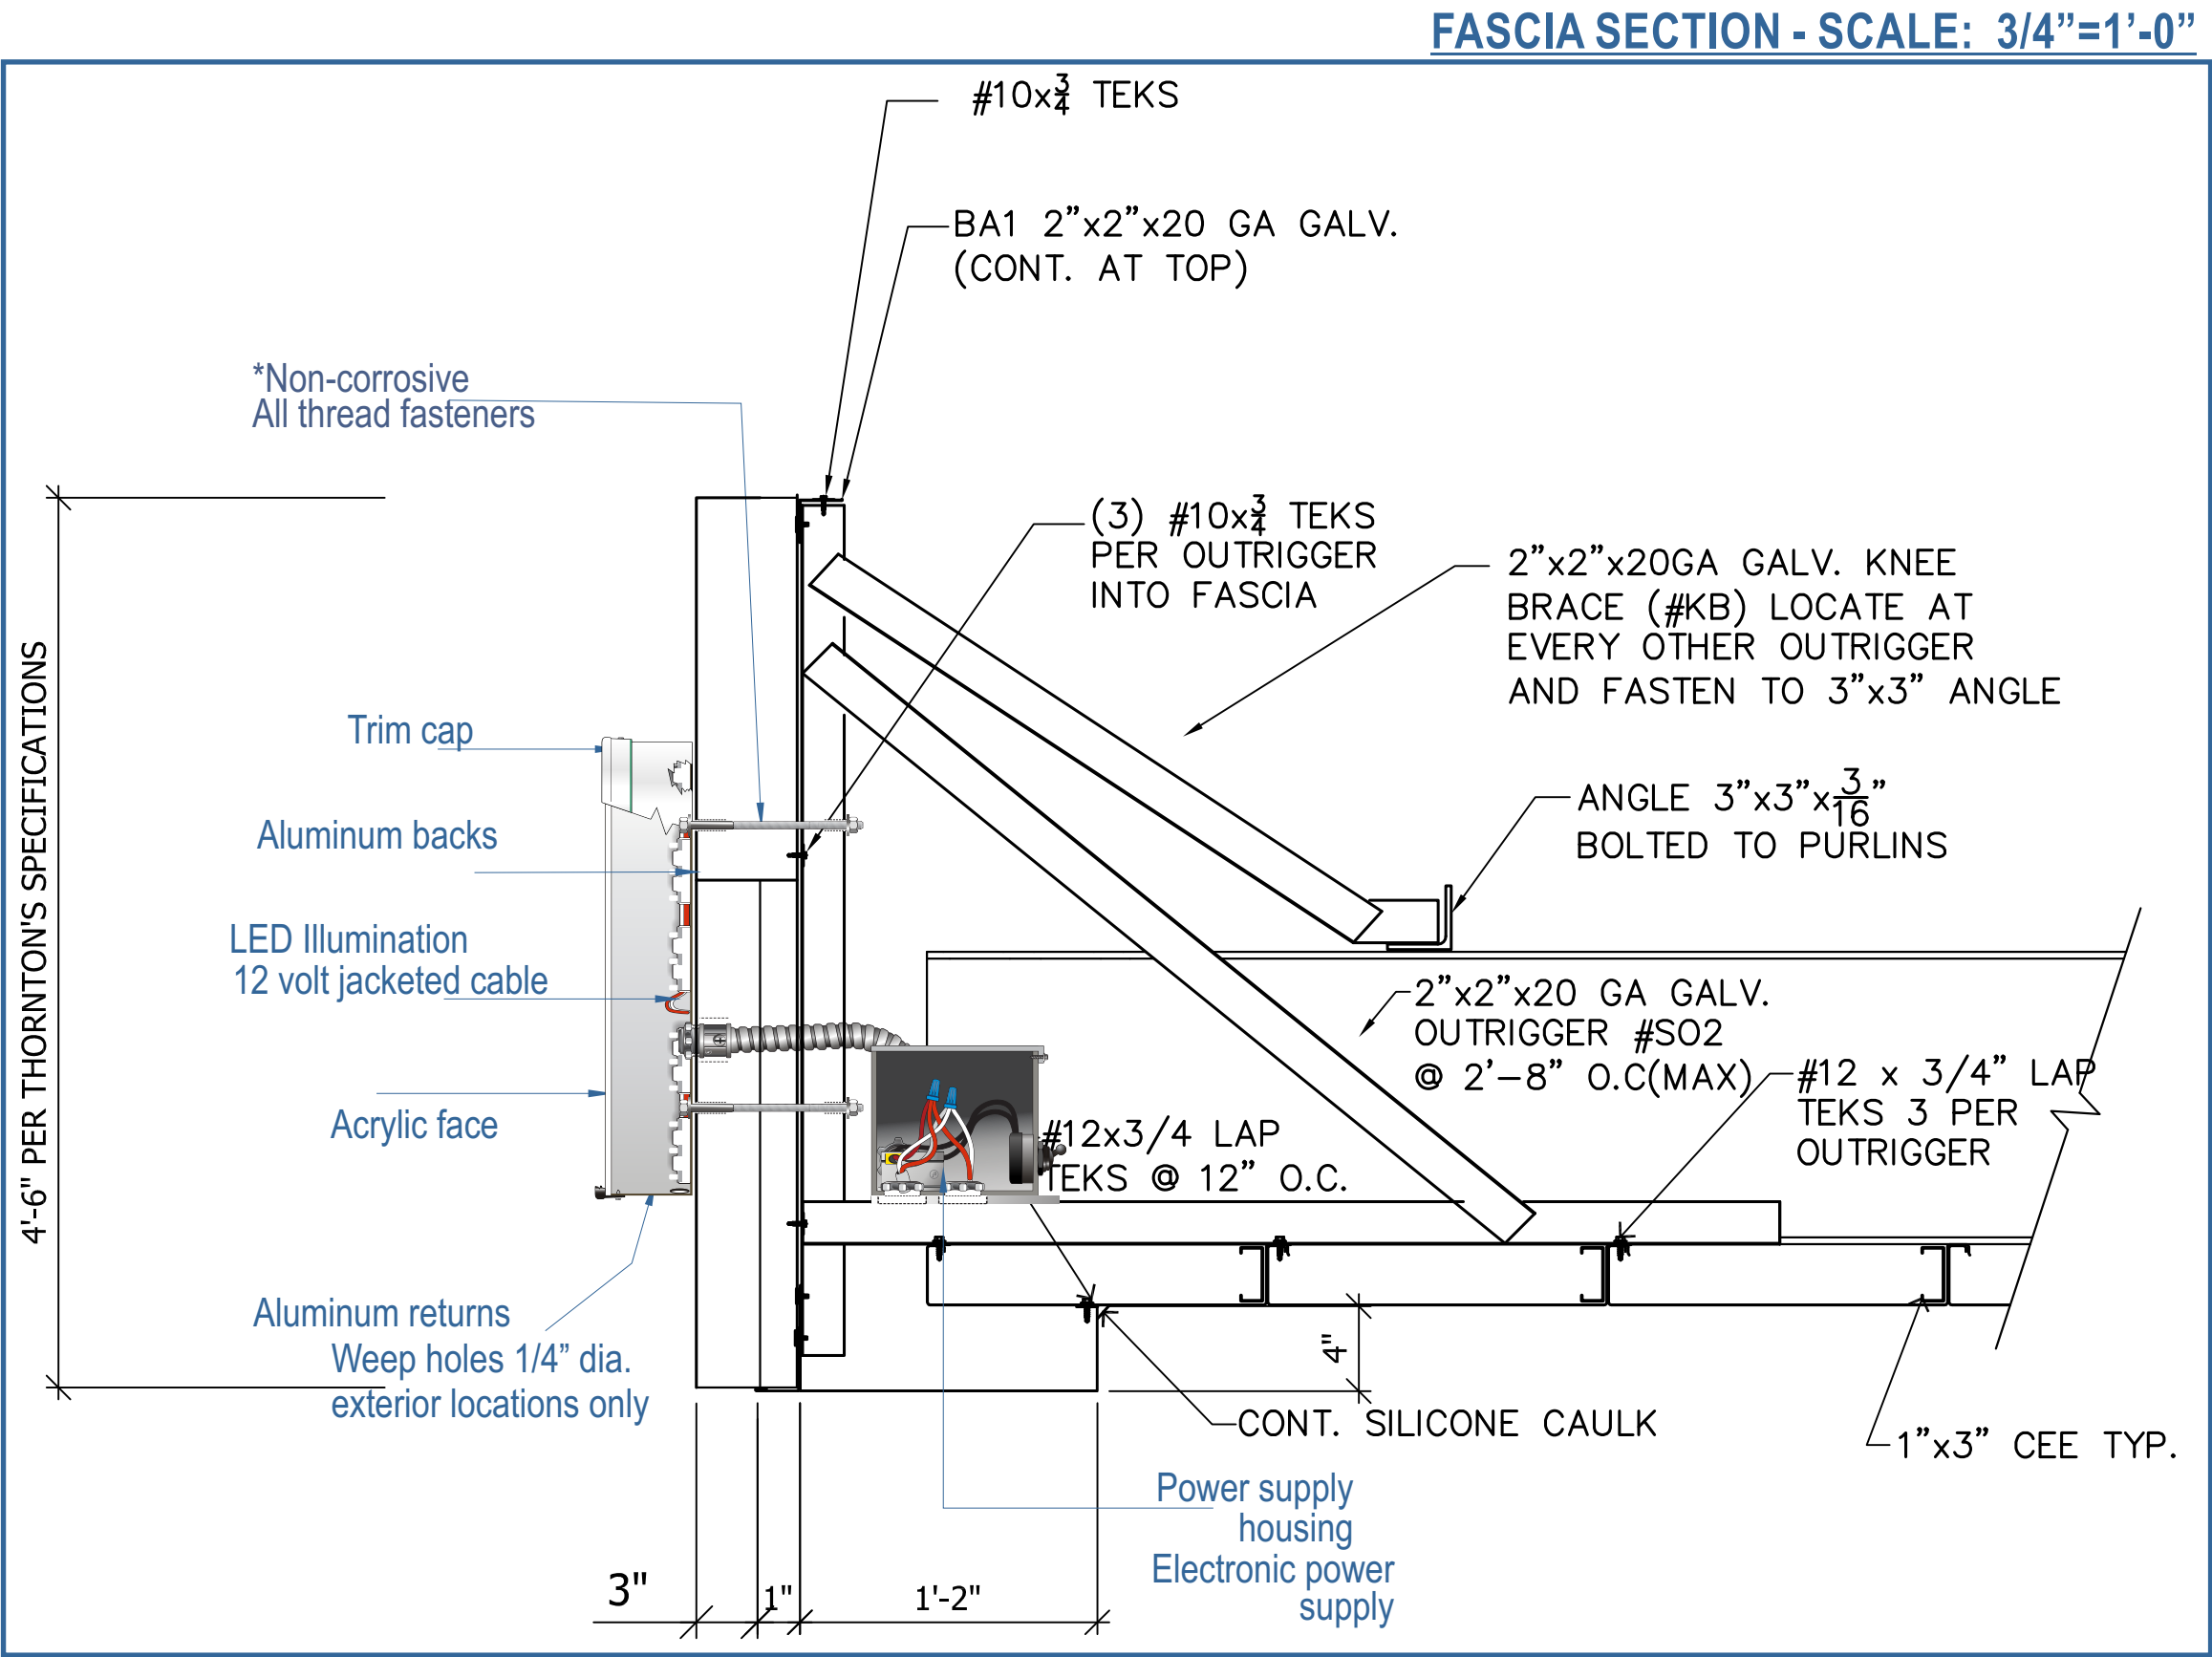 FASCIA SECTION - SCALE: 3/4”=1’-0”
#10x3/4 TEKS
BA1 2”x2”x20 GA GALV.
(CONT. AT TOP)
*Non-corrosive
All thread fasteners
(3) #10x3/4 TEKS
PER OUTRIGGER
INTO FASCIA
2”x2”x20GA GALV. KNEE
BRACE (#KB) LOCATE AT
EVERY OTHER OUTRIGGER
AND FASTEN TO 3”x3” ANGLE
4'-6" PER THORNTON'S SPECIFICATIONS
Trim cap
Aluminum backs
ANGLE 3”x3”x3/16”
BOLTED TO PURLINS
LED Illumination
12 volt jacketed cable
2”x2”x20 GA GALV.
OUTRIGGER #SO2
@ 2’-8” O.C(MAX)
#12 x 3/4” LAP
TEKS 3 PER
OUTRIGGER
Acrylic face
#12x3/4 LAP
TEKS @ 12” O.C.
Aluminum returns
Weep holes 1/4” dia.
exterior locations only
4"
CONT. SILICONE CAULK
1”x3” CEE TYP.
Power supply
housing
Electronic power
supply
3"
1"
1'-2"